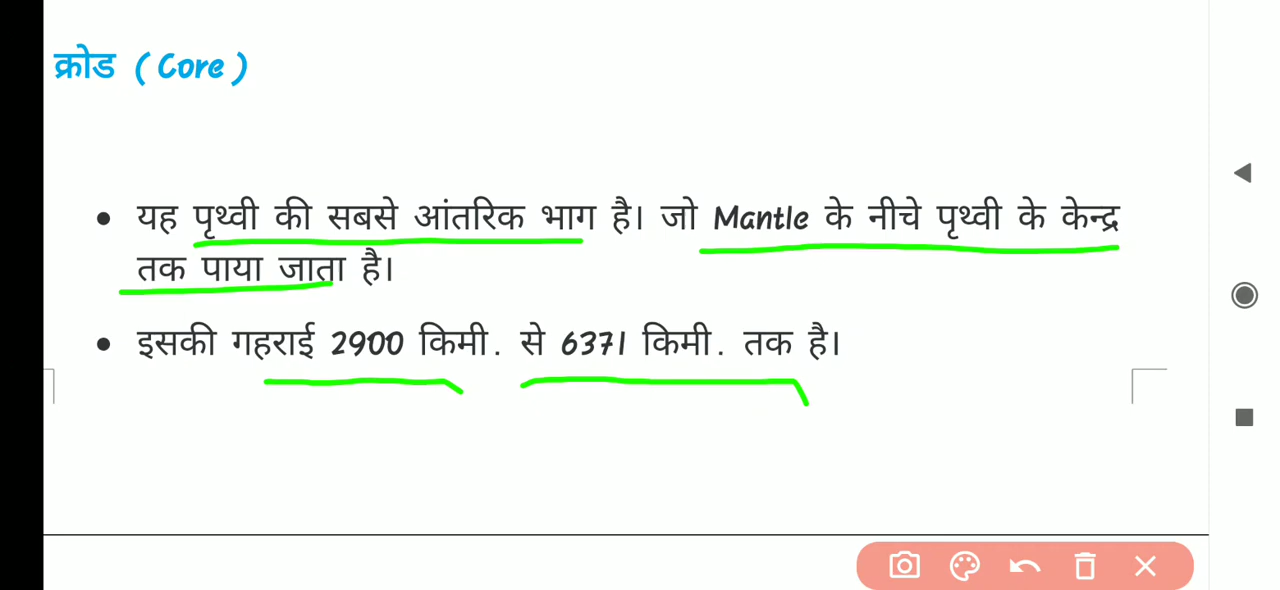 क्रोड ( Core )
• यह पृथ्वी की सबसे आंतरिक भाग है। जो Mantle के नीचे पृथ्वी के केन्द्र
तक पाया जाता है।
• इसकी गहराई 2900 किमी. से 6371 किमी. तक है।